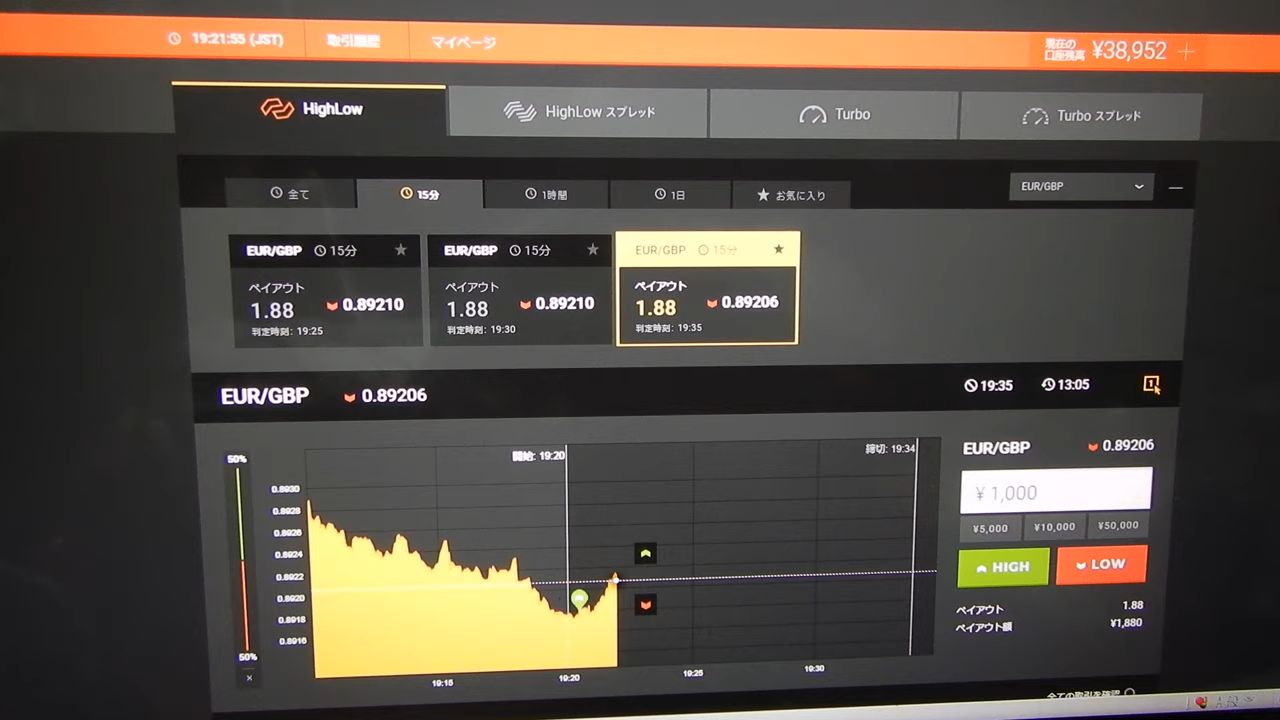 19:21:55 (JST) 取引履歴 マイページ 現在の口座残高 ¥38,952
HighLow HighLow スプレッド Turbo Turbo スプレッド
全て 15分 1時間 1日 お気に入り EUR/GBP
EUR/GBP 15分 EUR/GBP 15分 EUR/GBP 15分
ペイアウト ペイアウト ペイアウト
1.88 0.89210 1.88 0.89210 1.88 0.89206
判定時刻: 19:25 判定時刻: 19:30 判定時刻: 19:35
EUR/GBP 0.89206 19:35 13:05 1
50% 開始: 19:20 締切: 19:34 EUR/GBP 0.89206
0.8930
0.8928
0.8926
0.8924
0.8922
0.8920
0.8918
0.8916
50%
19:15 19:20 19:25 19:30
¥ 1,000
¥5,000 ¥10,000 ¥50,000
HIGH LOW
ペイアウト 1.88
ペイアウト額 ¥1,880
全ての取引を確認